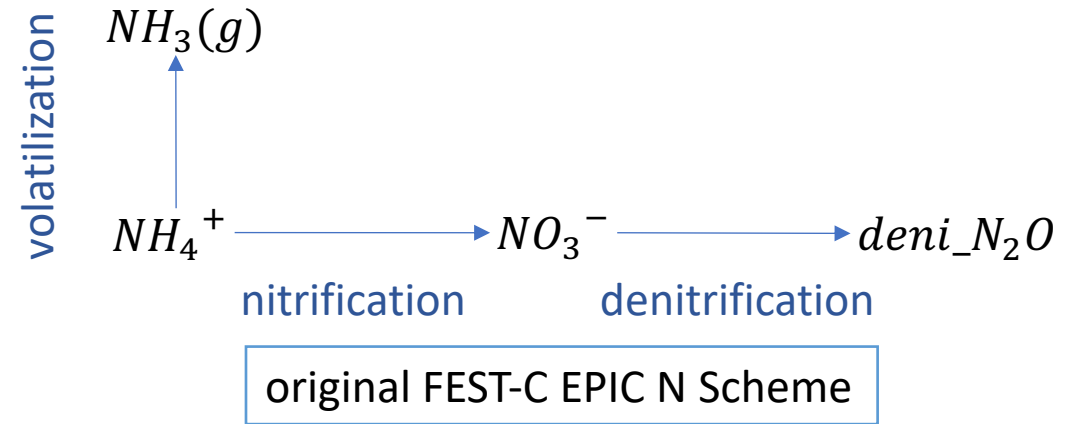 volatilization
NH₃(g)
NH₄⁺ NO₃⁻ deni_N₂O
nitrification denitrification
original FEST-C EPIC N Scheme